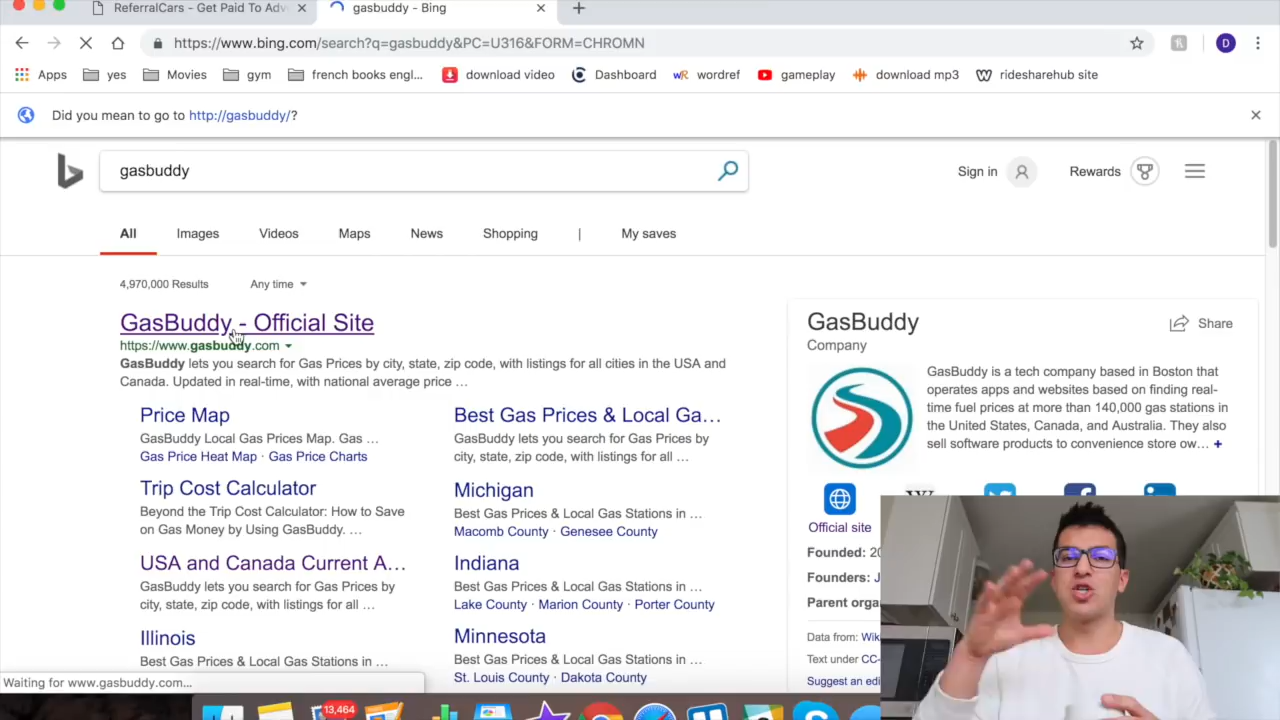 ReferralCars - Get Paid To Adv
gasbuddy - Bing
https://www.bing.com/search?q=gasbuddy&PC=U316&FORM=CHROMN
D
Apps yes Movies gym french books engl... download video Dashboard wordref gameplay download mp3 ridesharehub site
Did you mean to go to http://gasbuddy/?
gasbuddy
Sign in
Rewards
All Images Videos Maps News Shopping | My saves
4,970,000 Results Any time
GasBuddy - Official Site
https://www.gasbuddy.com
GasBuddy lets you search for Gas Prices by city, state, zip code, with listings for all cities in the USA and
Canada. Updated in real-time, with national average price ...
Price Map
GasBuddy Local Gas Prices Map. Gas ...
Gas Price Heat Map · Gas Price Charts
Trip Cost Calculator
Beyond the Trip Cost Calculator: How to Save
on Gas Money by Using GasBuddy. ...
USA and Canada Current A...
GasBuddy lets you search for Gas Prices by
city, state, zip code, with listings for all ...
Illinois
Best Gas Prices & Local Gas Stations in ...
Best Gas Prices & Local Ga...
GasBuddy lets you search for Gas Prices by
city, state, zip code, with listings for all ...
Michigan
Best Gas Prices & Local Gas Stations in ...
Macomb County · Genesee County
Indiana
Best Gas Prices & Local Gas Stations in ...
Lake County · Marion County · Porter County
Minnesota
Best Gas Prices & Local Gas Stations in ...
St. Louis County · Dakota County
GasBuddy
Share
Company
GasBuddy is a tech company based in Boston that
operates apps and websites based on finding real-
time fuel prices at more than 140,000 gas stations in
the United States, Canada, and Australia. They also
sell software products to convenience store ow... +
Official site
Founded: 20
Founders: J
Parent orga
Data from: Wik
Text under CC-
Suggest an edi
Waiting for www.gasbuddy.com...
13,464